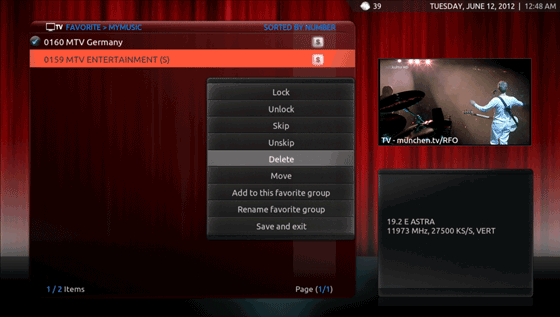 39 TUESDAY, JUNE 12, 2012 | 12:48 AM
TV FAVORITE > MYMUSIC SORTED BY NUMBER
0160 MTV Germany S
0159 MTV ENTERTAINMENT (S) S
Lock
Unlock
Skip
Unskip
Delete
Move
Add to this favorite group
Rename favorite group
Save and exit
TV - münchen.tv/RFO
19.2 E ASTRA
11973 MHz, 27500 KS/S, VERT
1 / 2 Items Page (1/1)